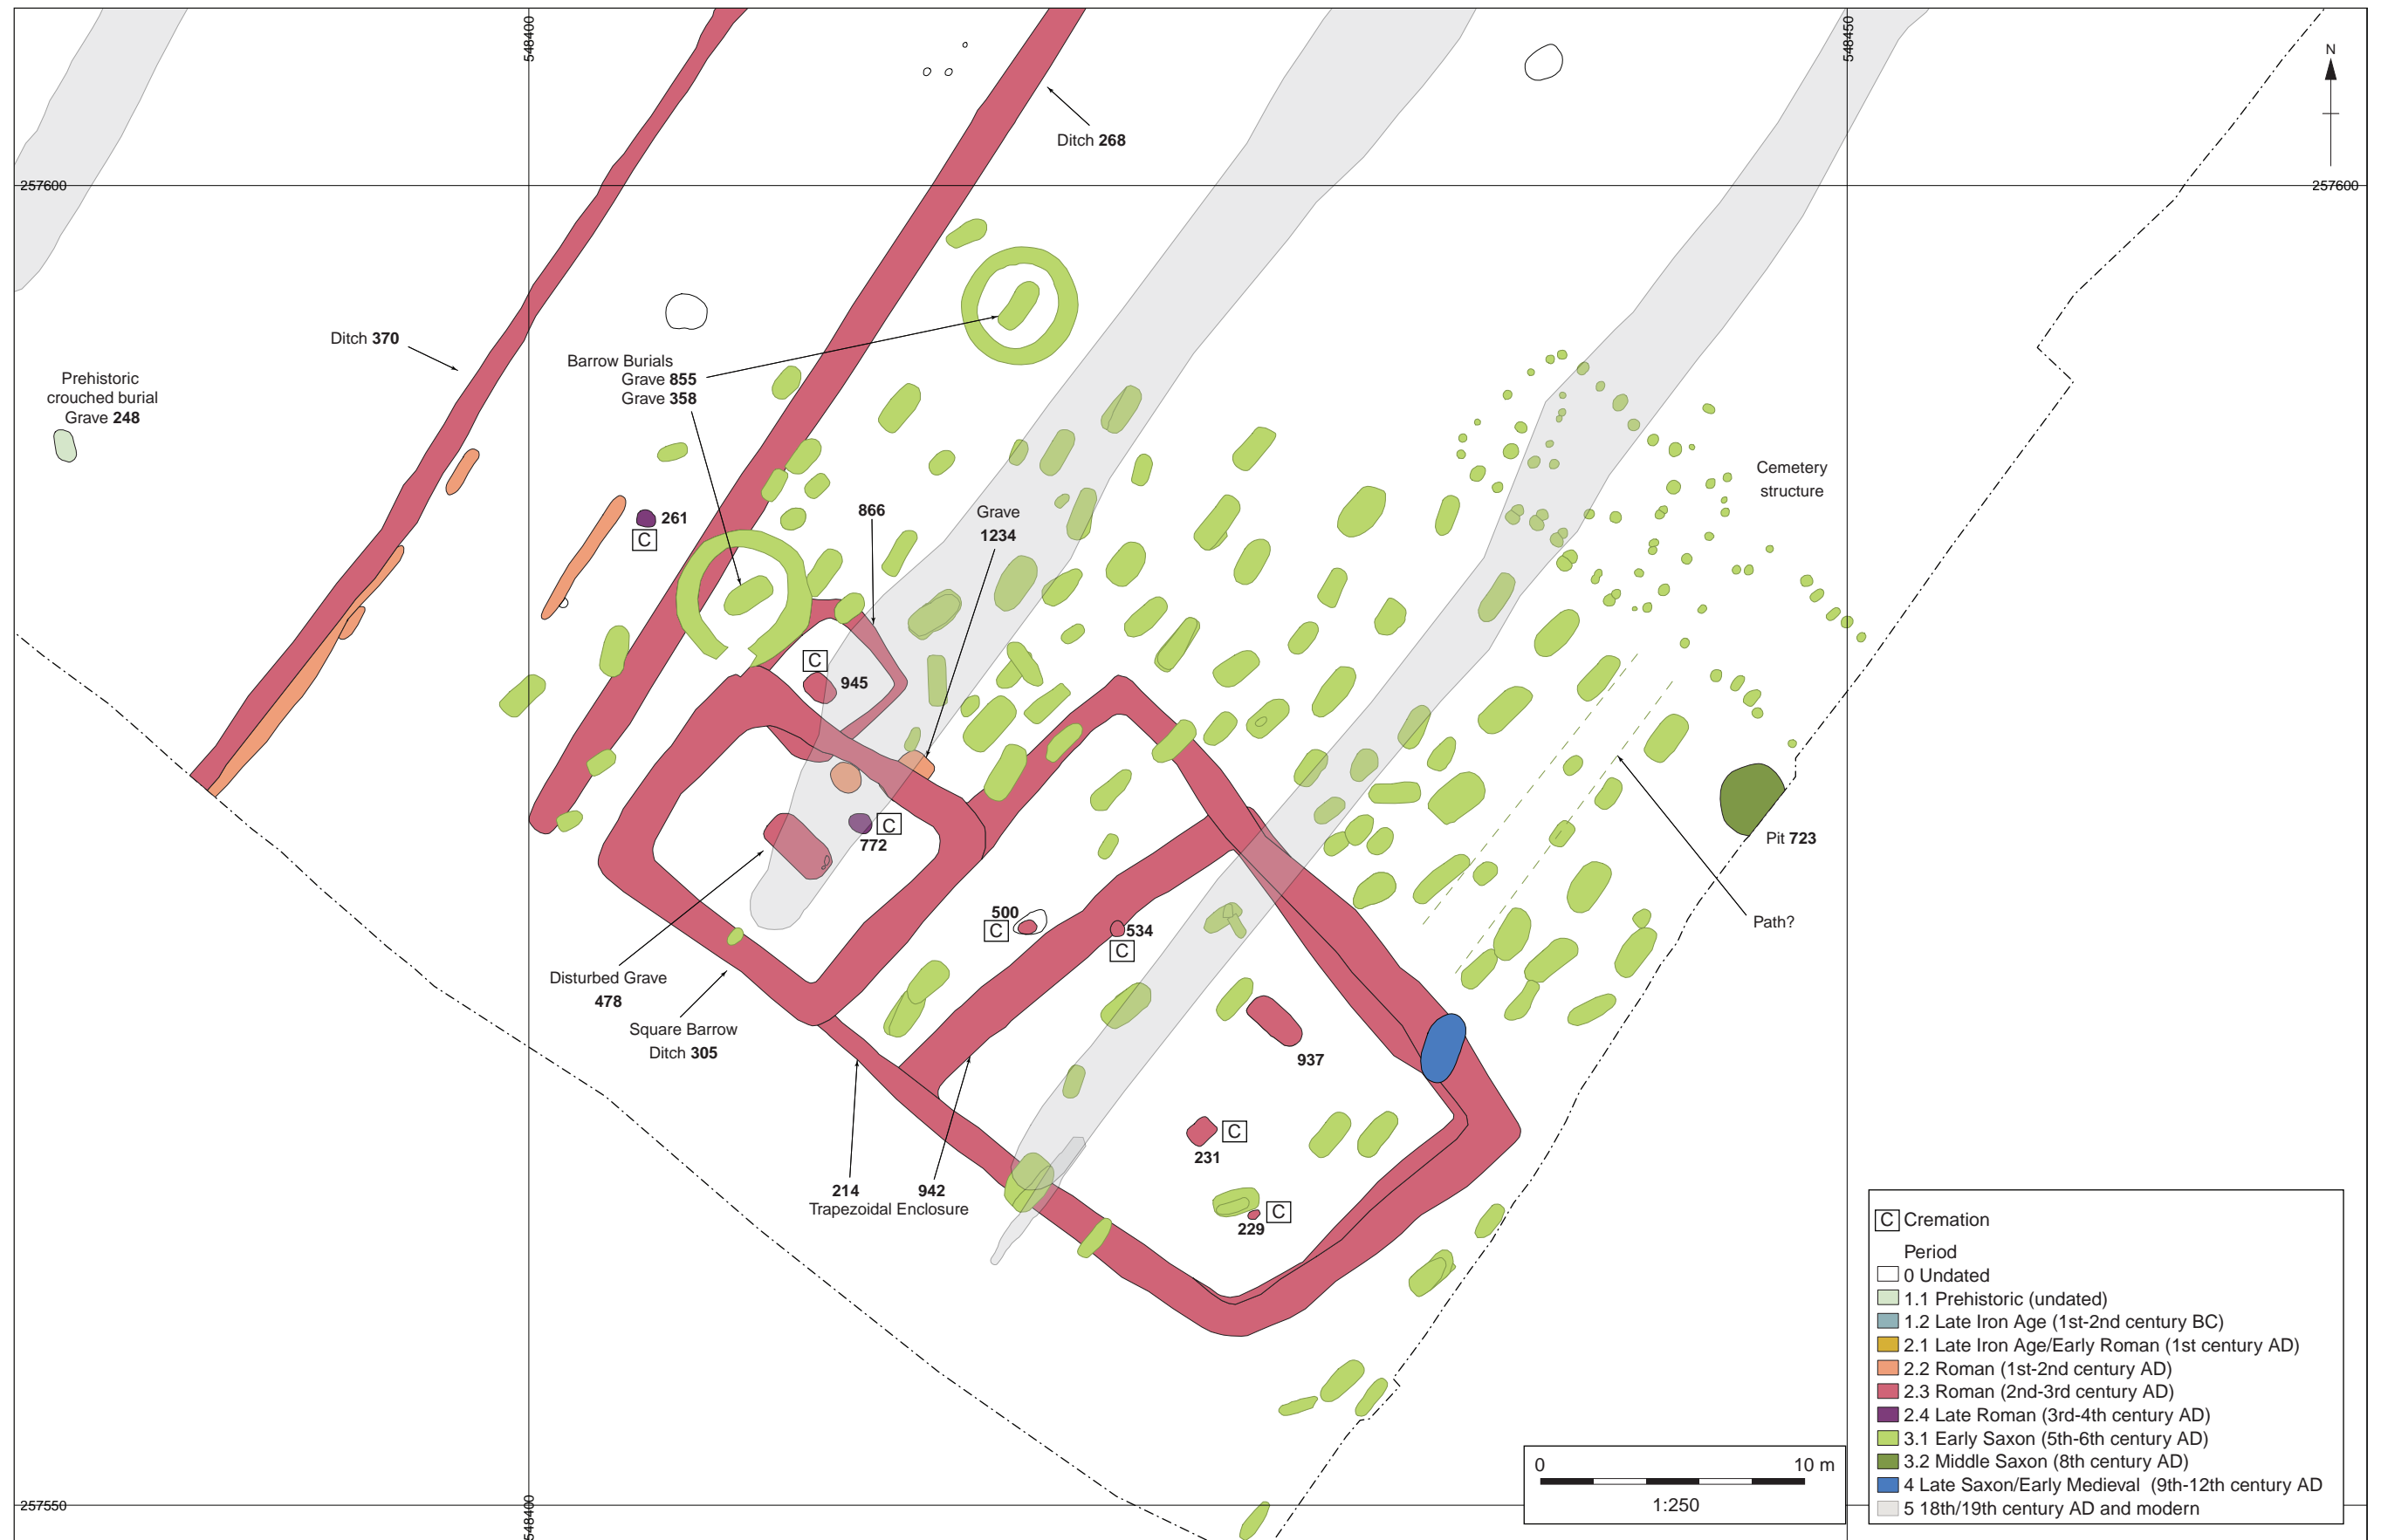 548400
548450
N
Ditch 268
257600
257600
Ditch 370
Barrow Burials
Grave 855
Grave 358
Prehistoric
crouched burial
Grave 248
Cemetery
structure
866
Grave
1234
261
C
C
945
C
772
Pit 723
500
C
534
C
Path?
Disturbed Grave
478
Square Barrow
Ditch 305
937
C
231
214
942
Trapezoidal Enclosure
C
229
C Cremation
Period
0 Undated
1.1 Prehistoric (undated)
1.2 Late Iron Age (1st-2nd century BC)
2.1 Late Iron Age/Early Roman (1st century AD)
2.2 Roman (1st-2nd century AD)
2.3 Roman (2nd-3rd century AD)
2.4 Late Roman (3rd-4th century AD)
3.1 Early Saxon (5th-6th century AD)
3.2 Middle Saxon (8th century AD)
4 Late Saxon/Early Medieval (9th-12th century AD
5 18th/19th century AD and modern
0 10 m
1:250
257550
548400